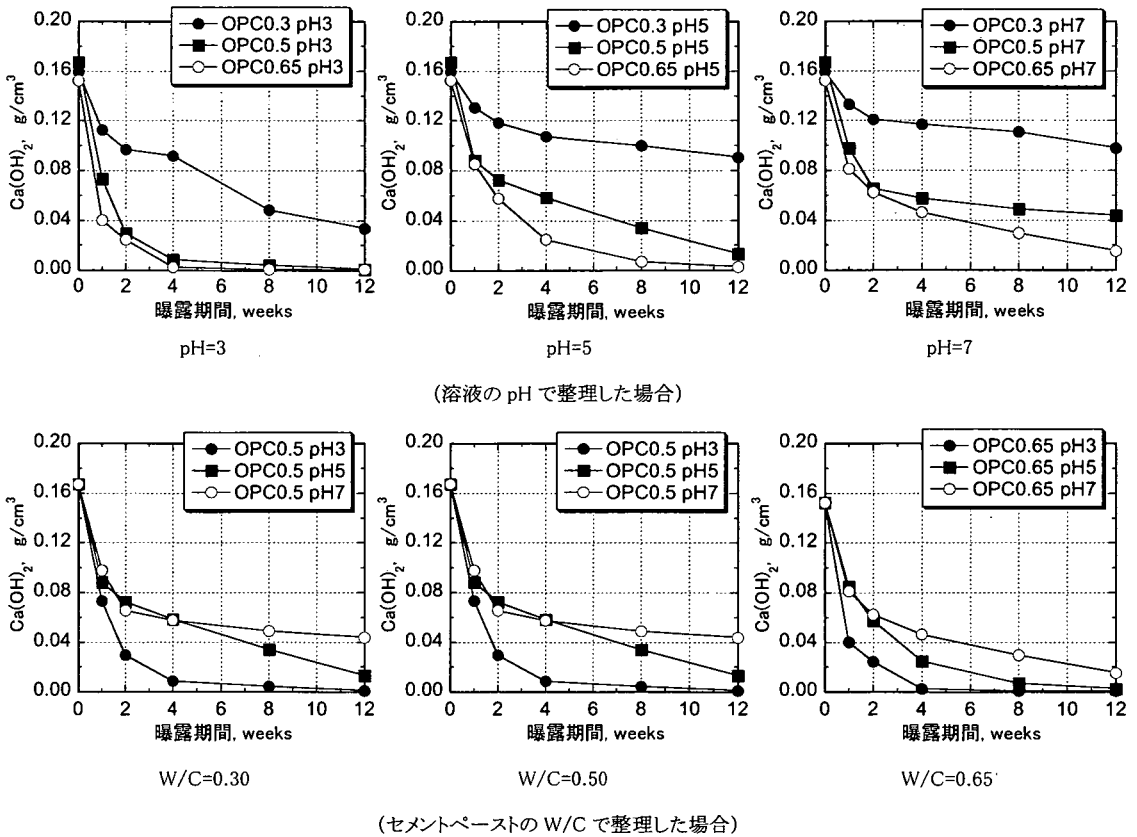 0.20
0.16
0.12
0.08
0.04
0.00
Ca(OH)₂, g/cm³
OPC0.3 pH3
OPC0.5 pH3
OPC0.65 pH3
0 2 4 6 8 10 12
曝露期間, weeks
pH=3
0.20
0.16
0.12
0.08
0.04
0.00
Ca(OH)₂, g/cm³
OPC0.3 pH5
OPC0.5 pH5
OPC0.65 pH5
0 2 4 6 8 10 12
曝露期間, weeks
pH=5
0.20
0.16
0.12
0.08
0.04
0.00
Ca(OH)₂, g/cm³
OPC0.3 pH7
OPC0.5 pH7
OPC0.65 pH7
0 2 4 6 8 10 12
曝露期間, weeks
pH=7
(溶液の pH で整理した場合)
0.20
0.16
0.12
0.08
0.04
0.00
Ca(OH)₂, g/cm³
OPC0.5 pH3
OPC0.5 pH5
OPC0.5 pH7
0 2 4 6 8 10 12
曝露期間, weeks
W/C=0.30
0.20
0.16
0.12
0.08
0.04
0.00
Ca(OH)₂, g/cm³
OPC0.5 pH3
OPC0.5 pH5
OPC0.5 pH7
0 2 4 6 8 10 12
曝露期間, weeks
W/C=0.50
0.20
0.16
0.12
0.08
0.04
0.00
Ca(OH)₂, g/cm³
OPC0.65 pH3
OPC0.65 pH5
OPC0.65 pH7
0 2 4 6 8 10 12
曝露期間, weeks
W/C=0.65
(セメントペーストの W/C で整理した場合)